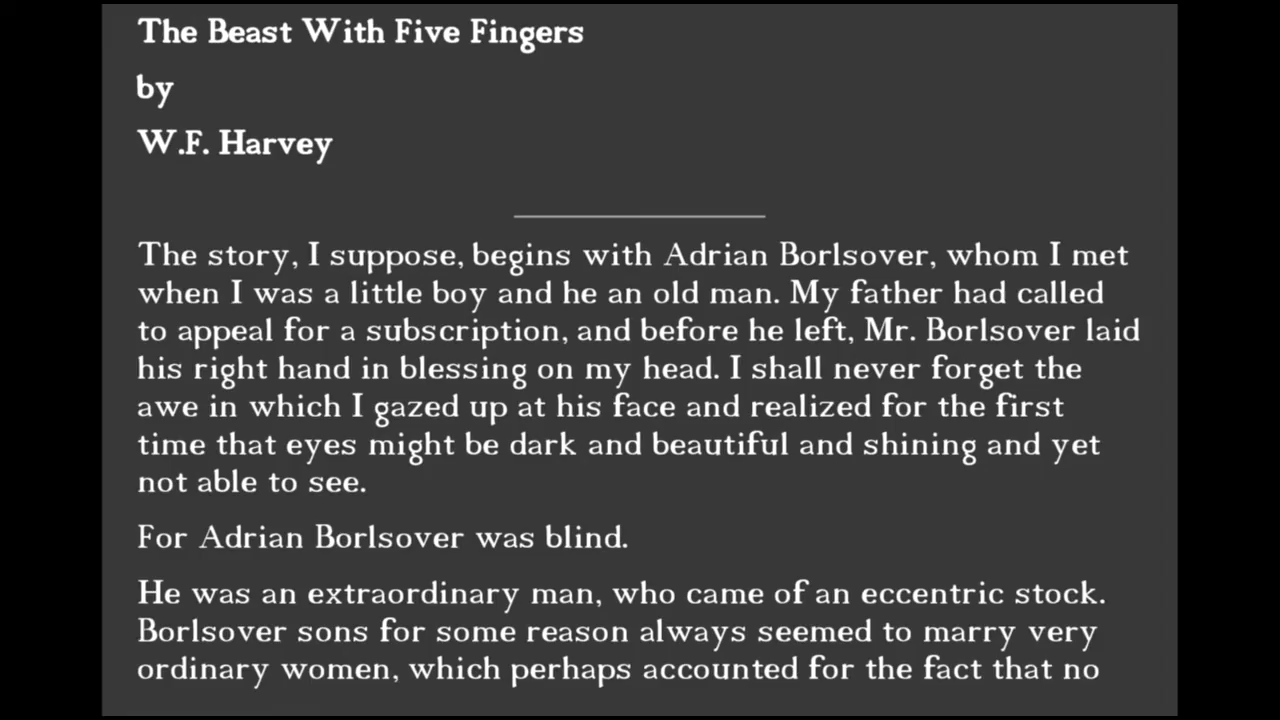 The Beast With Five Fingers
by
W.F. Harvey
The story, I suppose, begins with Adrian Borlsover, whom I met
when I was a little boy and he an old man. My father had called
to appeal for a subscription, and before he left, Mr. Borlsover laid
his right hand in blessing on my head. I shall never forget the
awe in which I gazed up at his face and realized for the first
time that eyes might be dark and beautiful and shining and yet
not able to see.
For Adrian Borlsover was blind.
He was an extraordinary man, who came of an eccentric stock.
Borlsover sons for some reason always seemed to marry very
ordinary women, which perhaps accounted for the fact that no